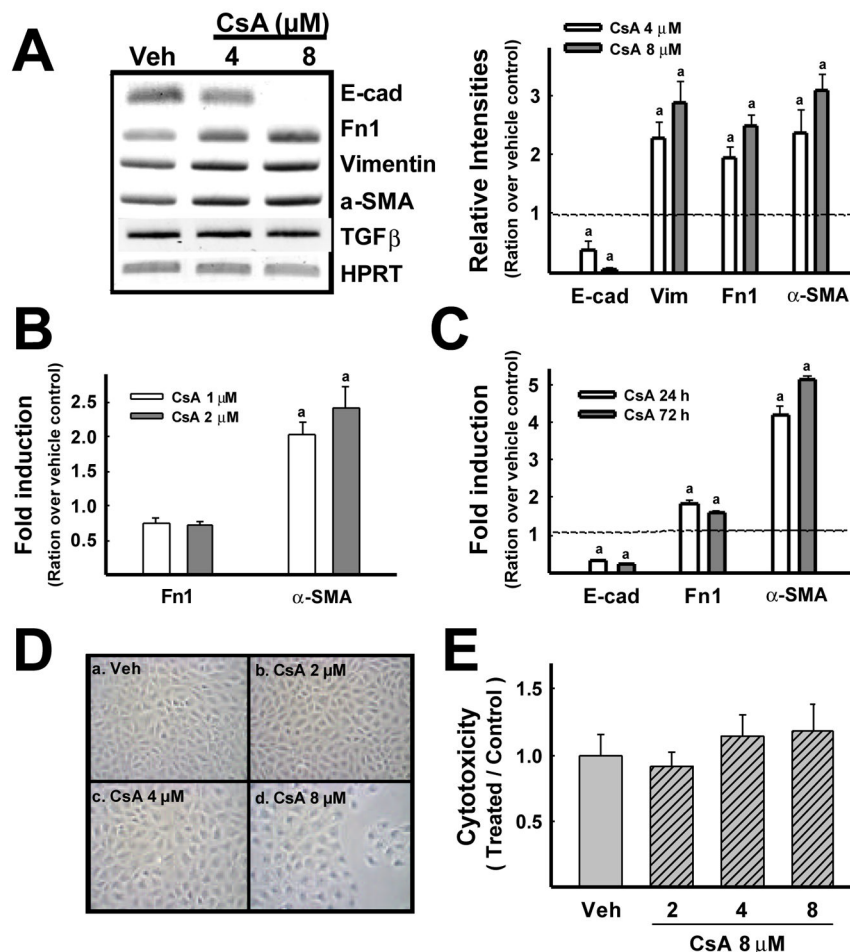 A
CsA (µM)
Veh 4 8
E-cad
Fn1
Vimentin
a-SMA
TGFβ
HPRT
Relative Intensities
(Ration over vehicle control)
CsA 4 µM
CsA 8 µM
3
2
1
a a a a a a a a
E-cad Vim Fn1 α-SMA
B
Fold induction
(Ration over vehicle control)
CsA 1 µM
CsA 2 µM
2.5
2.0
1.5
1.0
0.5
a a
Fn1 α-SMA
C
Fold induction
(Ration over vehicle control)
CsA 24 h
CsA 72 h
5
4
3
2
1
a a a a a a
E-cad Fn1 α-SMA
D
a. Veh
b. CsA 2 µM
c. CsA 4 µM
d. CsA 8 µM
E
Cytotoxicity
( Treated / Control )
1.5
1.0
0.5
Veh 2 4 8
CsA 8 µM